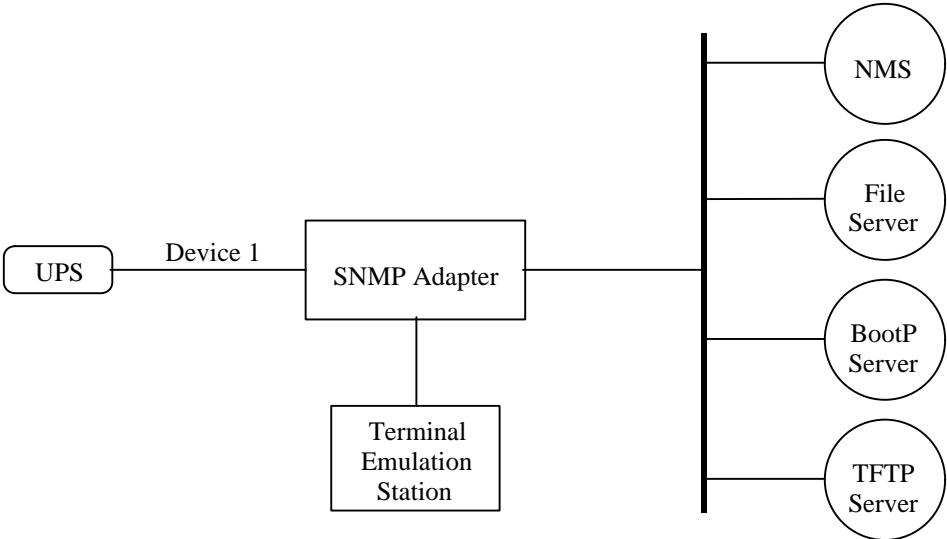 NMS
File
Server
Device 1
UPS
SNMP Adapter
BootP
Server
Terminal
Emulation
Station
TFTP
Server